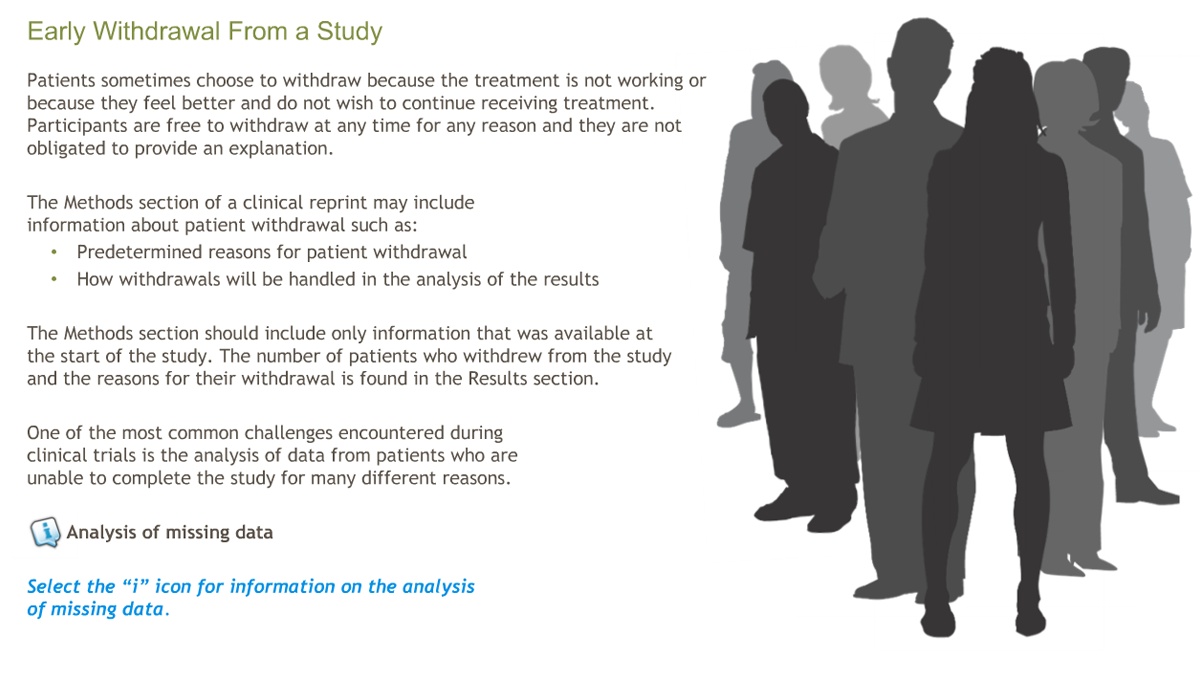 Early Withdrawal From a Study
Patients sometimes choose to withdraw because the treatment is not working or
because they feel better and do not wish to continue receiving treatment.
Participants are free to withdraw at any time for any reason and they are not
obligated to provide an explanation.
The Methods section of a clinical reprint may include
information about patient withdrawal such as:
• Predetermined reasons for patient withdrawal
• How withdrawals will be handled in the analysis of the results
The Methods section should include only information that was available at
the start of the study. The number of patients who withdrew from the study
and the reasons for their withdrawal is found in the Results section.
One of the most common challenges encountered during
clinical trials is the analysis of data from patients who are
unable to complete the study for many different reasons.
i Analysis of missing data
Select the “i” icon for information on the analysis
of missing data.